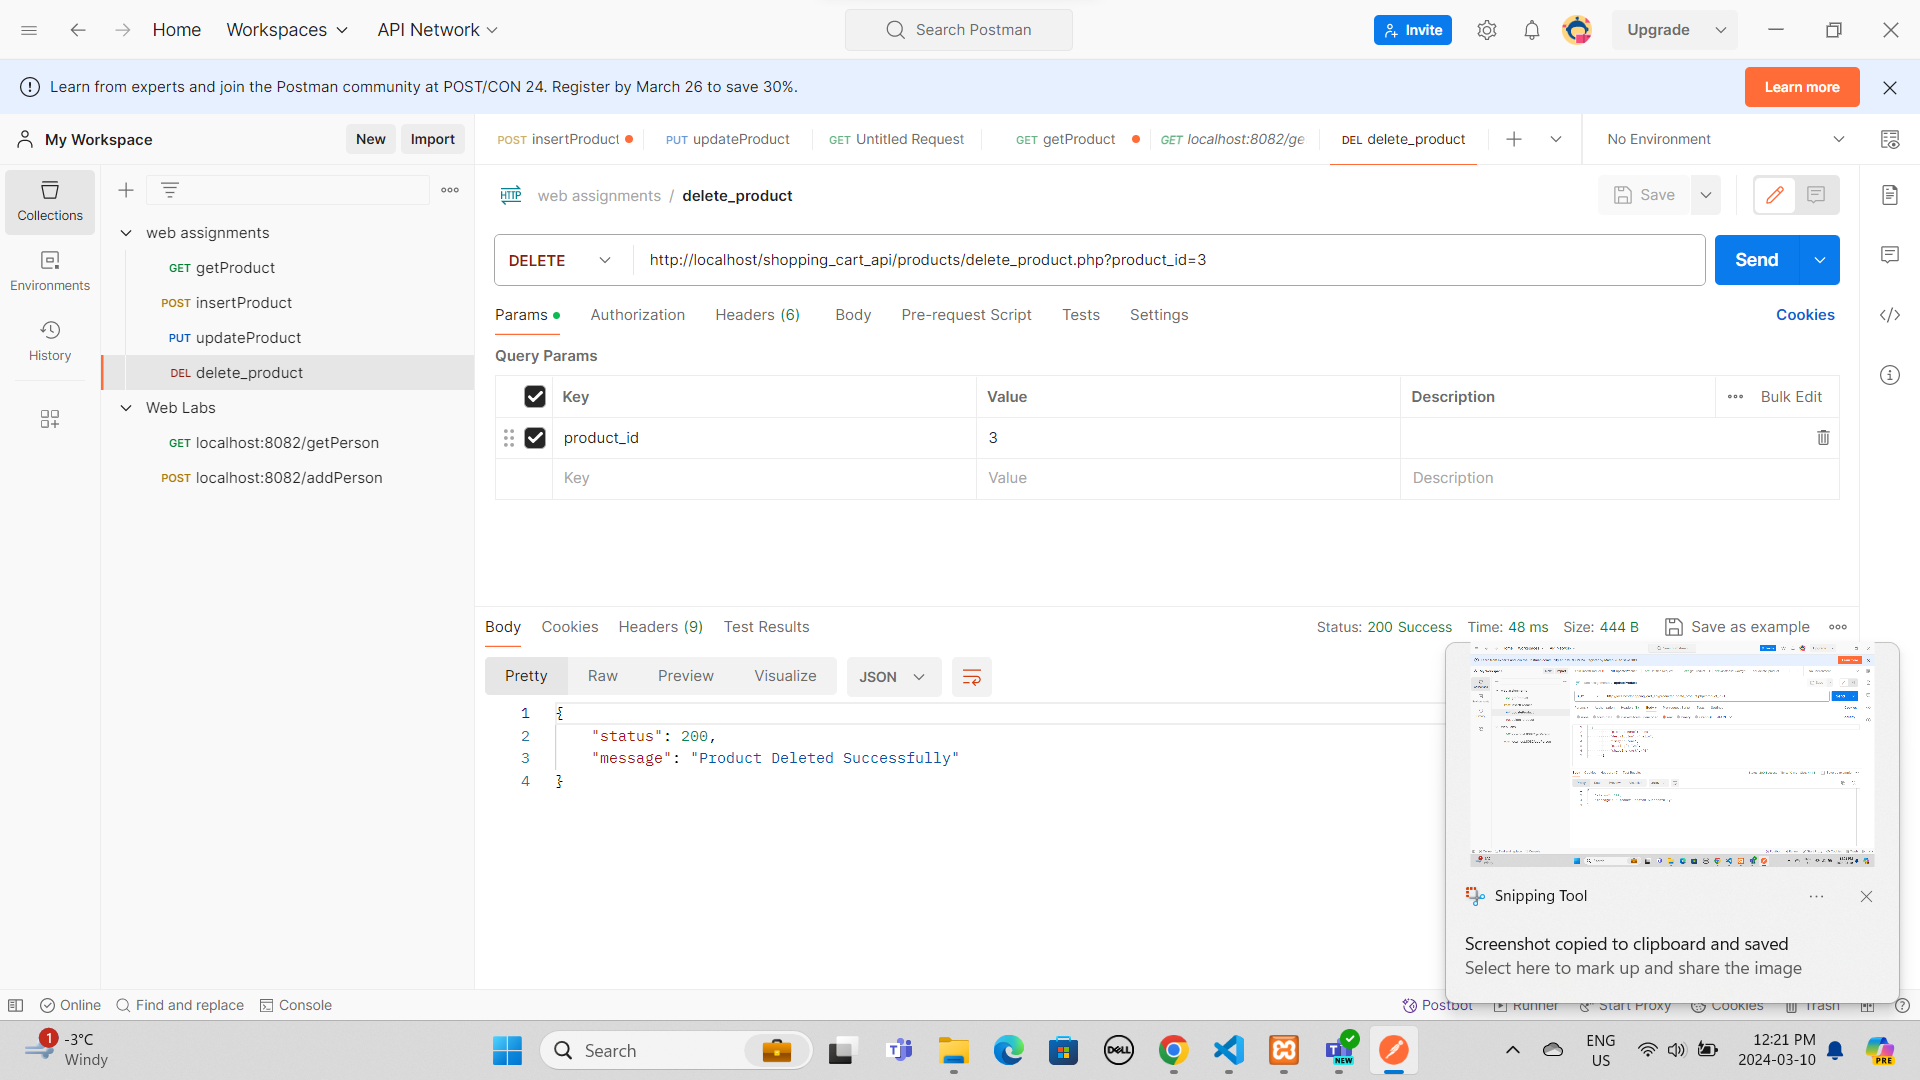 Home Workspaces API Network Search Postman Invite Upgrade
Learn from experts and join the Postman community at POST/CON 24. Register by March 26 to save 30%. Learn more
My Workspace New Import POST insertProduct PUT updateProduct GET Untitled Request GET getProduct GET localhost:8082/ge DEL delete_product No Environment
Collections
Environments
History
web assignments
GET getProduct
POST insertProduct
PUT updateProduct
DEL delete_product
Web Labs
GET localhost:8082/getPerson
POST localhost:8082/addPerson
HTTP web assignments / delete_product Save
DELETE http://localhost/shopping_cart_api/products/delete_product.php?product_id=3 Send
Params Authorization Headers (6) Body Pre-request Script Tests Settings Cookies
Query Params
Key Value Description Bulk Edit
product_id 3
Key Value Description
Body Cookies Headers (9) Test Results Status: 200 Success Time: 48 ms Size: 444 B Save as example
Pretty Raw Preview Visualize JSON
1 {
2 "status": 200,
3 "message": "Product Deleted Successfully"
4 }
Snipping Tool
Screenshot copied to clipboard and saved
Select here to mark up and share the image
Online Find and replace Console Postbot Runner Start Proxy Cookies Trash
1 -3°C
Windy
Search
DELL
NEW
ENG
US
12:21 PM
2024-03-10
PRE